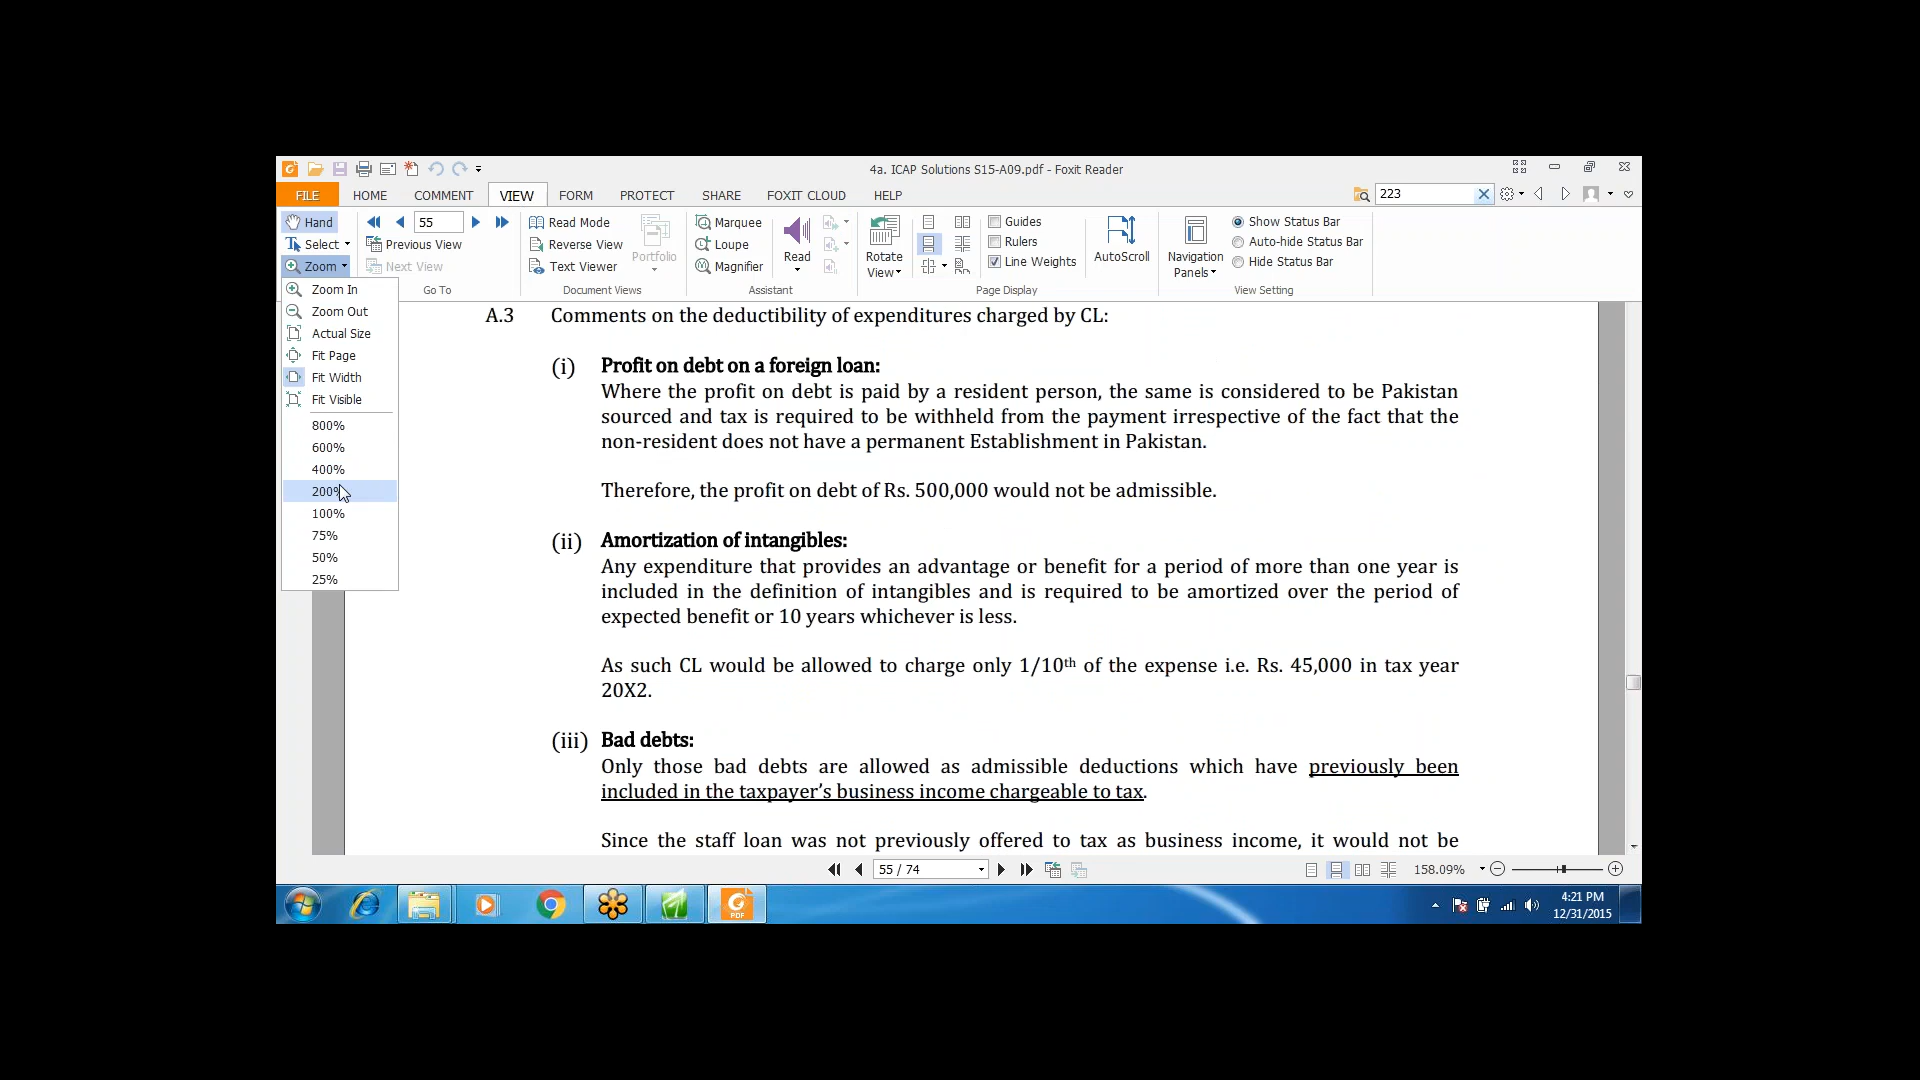 4a. ICAP Solutions S15-A09.pdf - Foxit Reader
FILE HOME COMMENT VIEW FORM PROTECT SHARE FOXIT CLOUD HELP 223
Hand 55 Read Mode Marquee Guides Show Status Bar
Select Previous View Reverse View Loupe Rulers Auto-hide Status Bar
Zoom Next View Text Viewer Magnifier Line Weights Hide Status Bar
Portfolio Read Rotate View AutoScroll Navigation Panels
Go To Document Views Assistant Page Display View Setting
Zoom In
Zoom Out
Actual Size
Fit Page
Fit Width
Fit Visible
800%
600%
400%
200%
100%
75%
50%
25%
A.3 Comments on the deductibility of expenditures charged by CL:
(i) Profit on debt on a foreign loan:
Where the profit on debt is paid by a resident person, the same is considered to be Pakistan
sourced and tax is required to be withheld from the payment irrespective of the fact that the
non-resident does not have a permanent Establishment in Pakistan.
Therefore, the profit on debt of Rs. 500,000 would not be admissible.
(ii) Amortization of intangibles:
Any expenditure that provides an advantage or benefit for a period of more than one year is
included in the definition of intangibles and is required to be amortized over the period of
expected benefit or 10 years whichever is less.
As such CL would be allowed to charge only 1/10th of the expense i.e. Rs. 45,000 in tax year
20X2.
(iii) Bad debts:
Only those bad debts are allowed as admissible deductions which have previously been
included in the taxpayer's business income chargeable to tax.
Since the staff loan was not previously offered to tax as business income, it would not be
55 / 74 158.09%
PDF
4:21 PM
12/31/2015